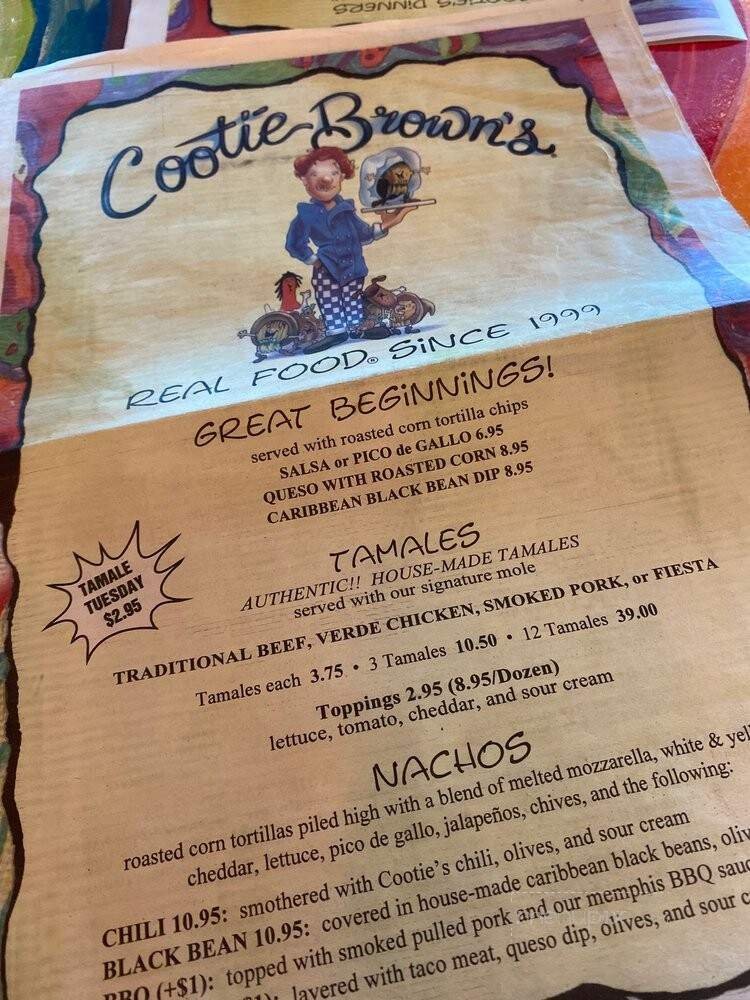 COOTIE'S DINNERS
Cootie Brown's
REAL FOOD® SINCE 1999
GREAT BEGINNINGS!
served with roasted corn tortilla chips
SALSA or PICO de GALLO 6.95
QUESO WITH ROASTED CORN 8.95
CARIBBEAN BLACK BEAN DIP 8.95
TAMALE
TUESDAY
$2.95
TAMALES
AUTHENTIC!! HOUSE-MADE TAMALES
served with our signature mole
TRADITIONAL BEEF, VERDE CHICKEN, SMOKED PORK, or FIESTA
Tamales each 3.75 • 3 Tamales 10.50 • 12 Tamales 39.00
Toppings 2.95 (8.95/Dozen)
lettuce, tomato, cheddar, and sour cream
NACHOS
roasted corn tortillas piled high with a blend of melted mozzarella, white &
cheddar, lettuce, pico de gallo, jalapeños, chives, and the following:
CHILI 10.95: smothered with Cootie's chili, olives, and sour cream
BLACK BEAN 10.95: covered in house-made caribbean black beans,
BBQ (+$1): topped with smoked pulled pork and our memphis BBQ
layered with taco meat, queso dip, olives, and sour